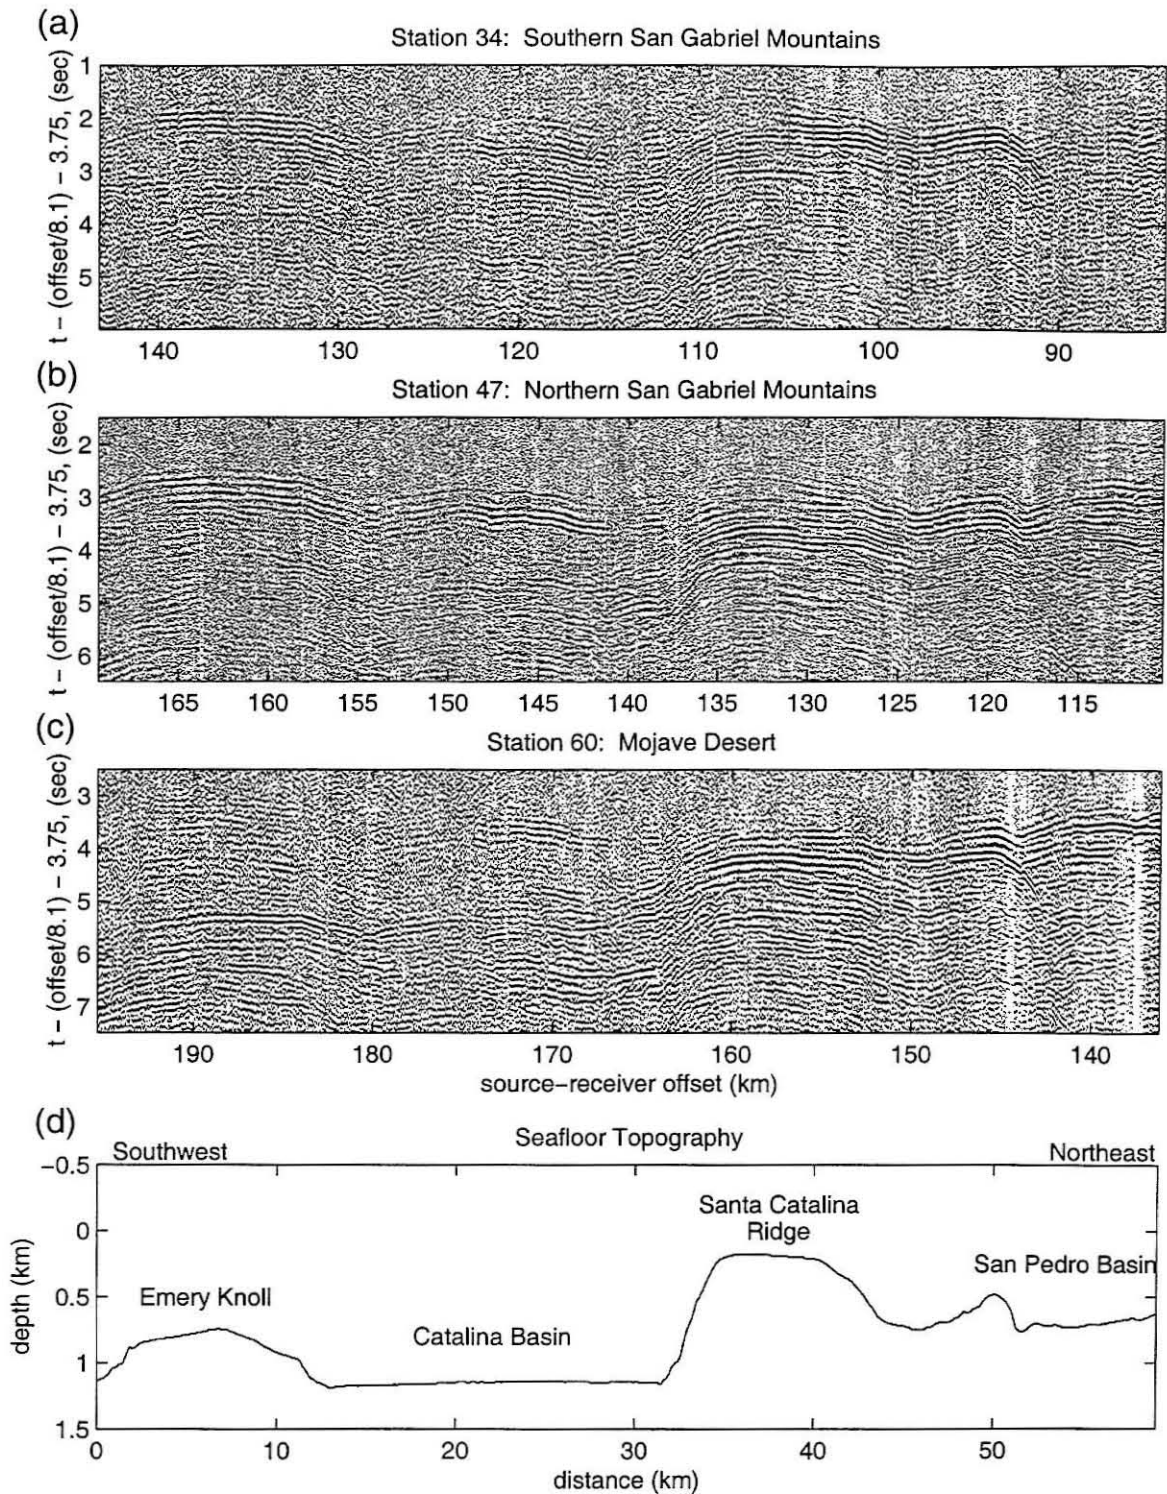 (a)
Station 34: Southern San Gabriel Mountains
t − (offset/8.1) − 3.75, (sec)
1
2
3
4
5
140 130 120 110 100 90
(b)
Station 47: Northern San Gabriel Mountains
t − (offset/8.1) − 3.75, (sec)
2
3
4
5
6
165 160 155 150 145 140 135 130 125 120 115
(c)
Station 60: Mojave Desert
t − (offset/8.1) − 3.75, (sec)
3
4
5
6
7
190 180 170 160 150 140
source−receiver offset (km)
(d)
Seafloor Topography
Southwest Northeast
depth (km)
−0.5
0
0.5
1
1.5
Santa Catalina
Ridge
San Pedro Basin
Emery Knoll
Catalina Basin
0 10 20 30 40 50
distance (km)